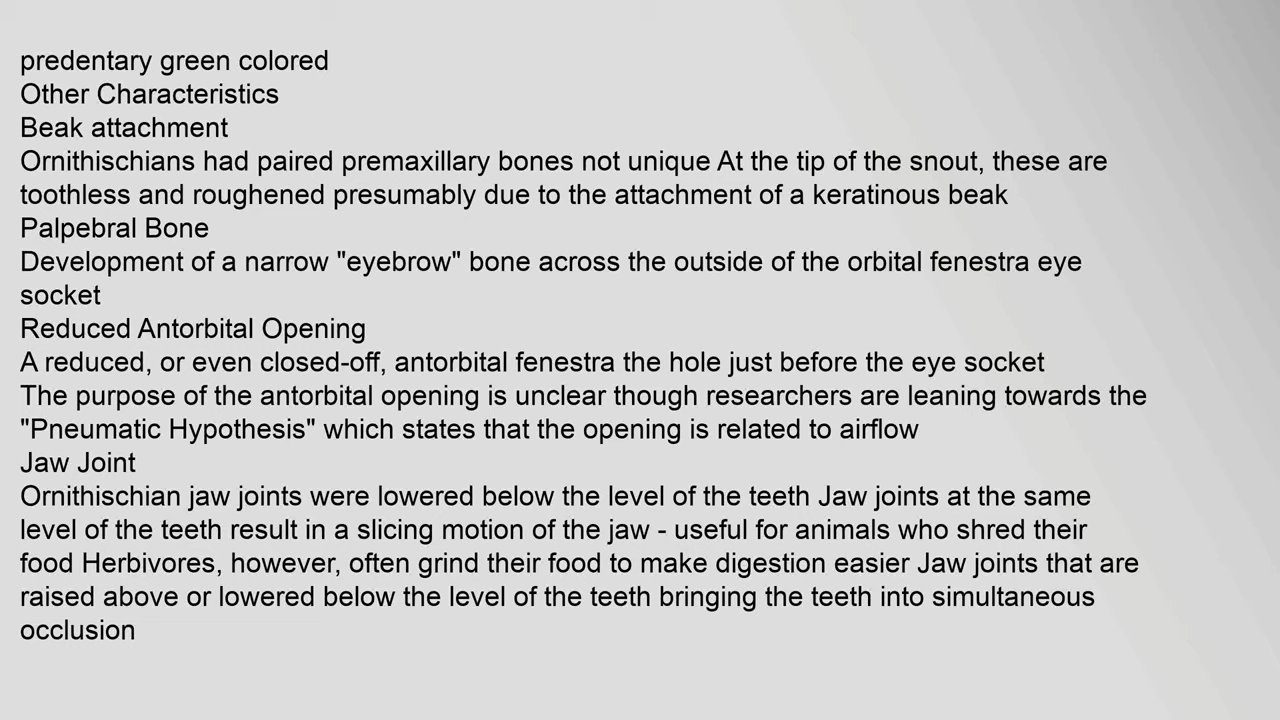 predentary green colored
Other Characteristics
Beak attachment
Ornithischians had paired premaxillary bones not unique At the tip of the snout, these are
toothless and roughened presumably due to the attachment of a keratinous beak
Palpebral Bone
Development of a narrow "eyebrow" bone across the outside of the orbital fenestra eye
socket
Reduced Antorbital Opening
A reduced, or even closed-off, antorbital fenestra the hole just before the eye socket
The purpose of the antorbital opening is unclear though researchers are leaning towards the
"Pneumatic Hypothesis" which states that the opening is related to airflow
Jaw Joint
Ornithischian jaw joints were lowered below the level of the teeth Jaw joints at the same
level of the teeth result in a slicing motion of the jaw - useful for animals who shred their
food Herbivores, however, often grind their food to make digestion easier Jaw joints that are
raised above or lowered below the level of the teeth bringing the teeth into simultaneous
occlusion